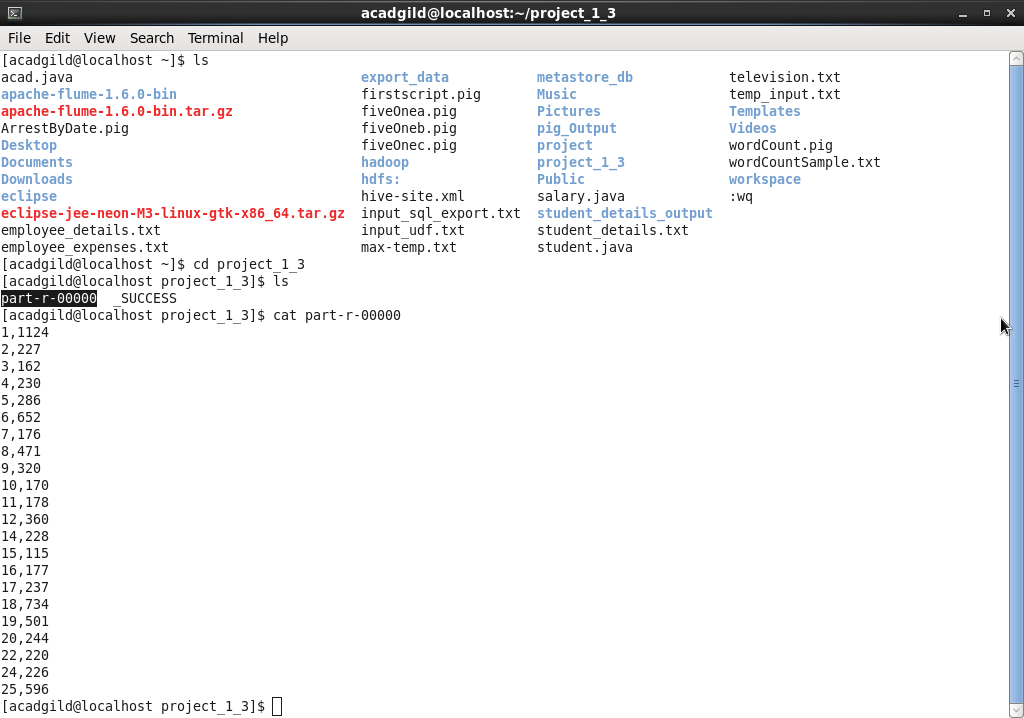 acadgild@localhost:~/project_1_3
File Edit View Search Terminal Help
[acadgild@localhost ~]$ ls
acad.java export_data metastore_db television.txt
apache-flume-1.6.0-bin firstscript.pig Music temp_input.txt
apache-flume-1.6.0-bin.tar.gz fiveOnea.pig Pictures Templates
ArrestByDate.pig fiveOneb.pig pig_Output Videos
Desktop fiveOnec.pig project wordCount.pig
Documents hadoop project_1_3 wordCountSample.txt
Downloads hdfs: Public workspace
eclipse hive-site.xml salary.java :wq
eclipse-jee-neon-M3-linux-gtk-x86_64.tar.gz input_sql_export.txt student_details_output
employee_details.txt input_udf.txt student_details.txt
employee_expenses.txt max-temp.txt student.java
[acadgild@localhost ~]$ cd project_1_3
[acadgild@localhost project_1_3]$ ls
part-r-00000 _SUCCESS
[acadgild@localhost project_1_3]$ cat part-r-00000
1,1124
2,227
3,162
4,230
5,286
6,652
7,176
8,471
9,320
10,170
11,178
12,360
14,228
15,115
16,177
17,237
18,734
19,501
20,244
22,220
24,226
25,596
[acadgild@localhost project_1_3]$